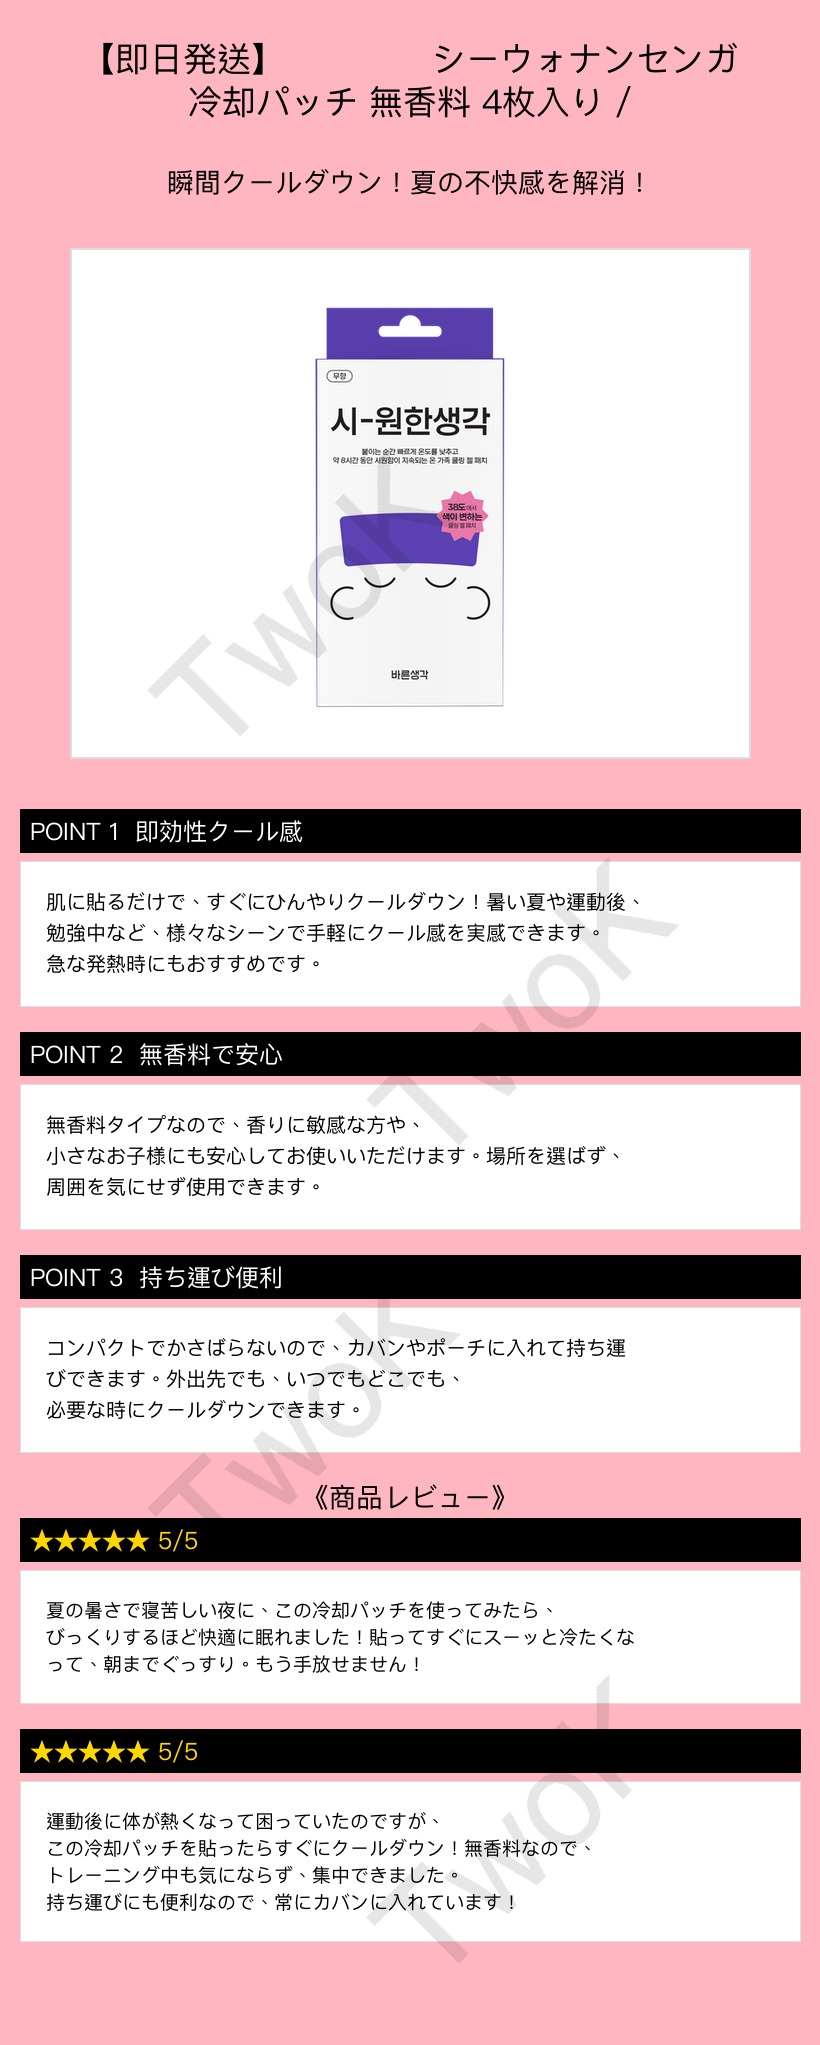 【即日発送】 シーウォナンセンガ
冷却パッチ 無香料 4枚入り /
瞬間クールダウン！夏の不快感を解消！
무향
시-원한생각
붙이는 순간 빠르게 온도를 낮추고
약 8시간 동안 시원함이 지속되는 온 가족 쿨링 젤 패치
38도에서
색이 변하는
쿨링 젤 패치
바른생각
TwoK
POINT 1 即効性クール感
肌に貼るだけで、すぐにひんやりクールダウン！暑い夏や運動後、
勉強中など、様々なシーンで手軽にクール感を実感できます。
急な発熱時にもおすすめです。
TwoK
POINT 2 無香料で安心
無香料タイプなので、香りに敏感な方や、
小さなお子様にも安心してお使いいただけます。場所を選ばず、
周囲を気にせず使用できます。
POINT 3 持ち運び便利
コンパクトでかさばらないので、カバンやポーチに入れて持ち運
びできます。外出先でも、いつでもどこでも、
必要な時にクールダウンできます。
TwoK
《商品レビュー》
★★★★★ 5/5
夏の暑さで寝苦しい夜に、この冷却パッチを使ってみたら、
びっくりするほど快適に眠れました！貼ってすぐにスーッと冷たくな
って、朝までぐっすり。もう手放せません！
★★★★★ 5/5
運動後に体が熱くなって困っていたのですが、
この冷却パッチを貼ったらすぐにクールダウン！無香料なので、
トレーニング中も気にならず、集中できました。
持ち運びにも便利なので、常にカバンに入れています！
TwoK